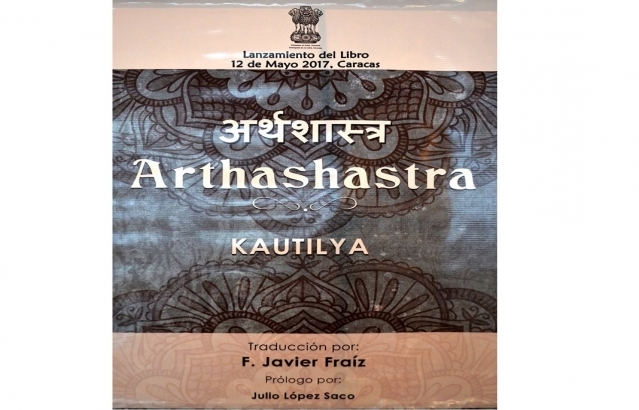 Lanzamiento del Libro
12 de Mayo 2017, Caracas
अर्थशास्त्र
Arthashastra
KAUTILYA
Traducción por:
F. Javier Fraíz
Prólogo por:
Julio López Saco